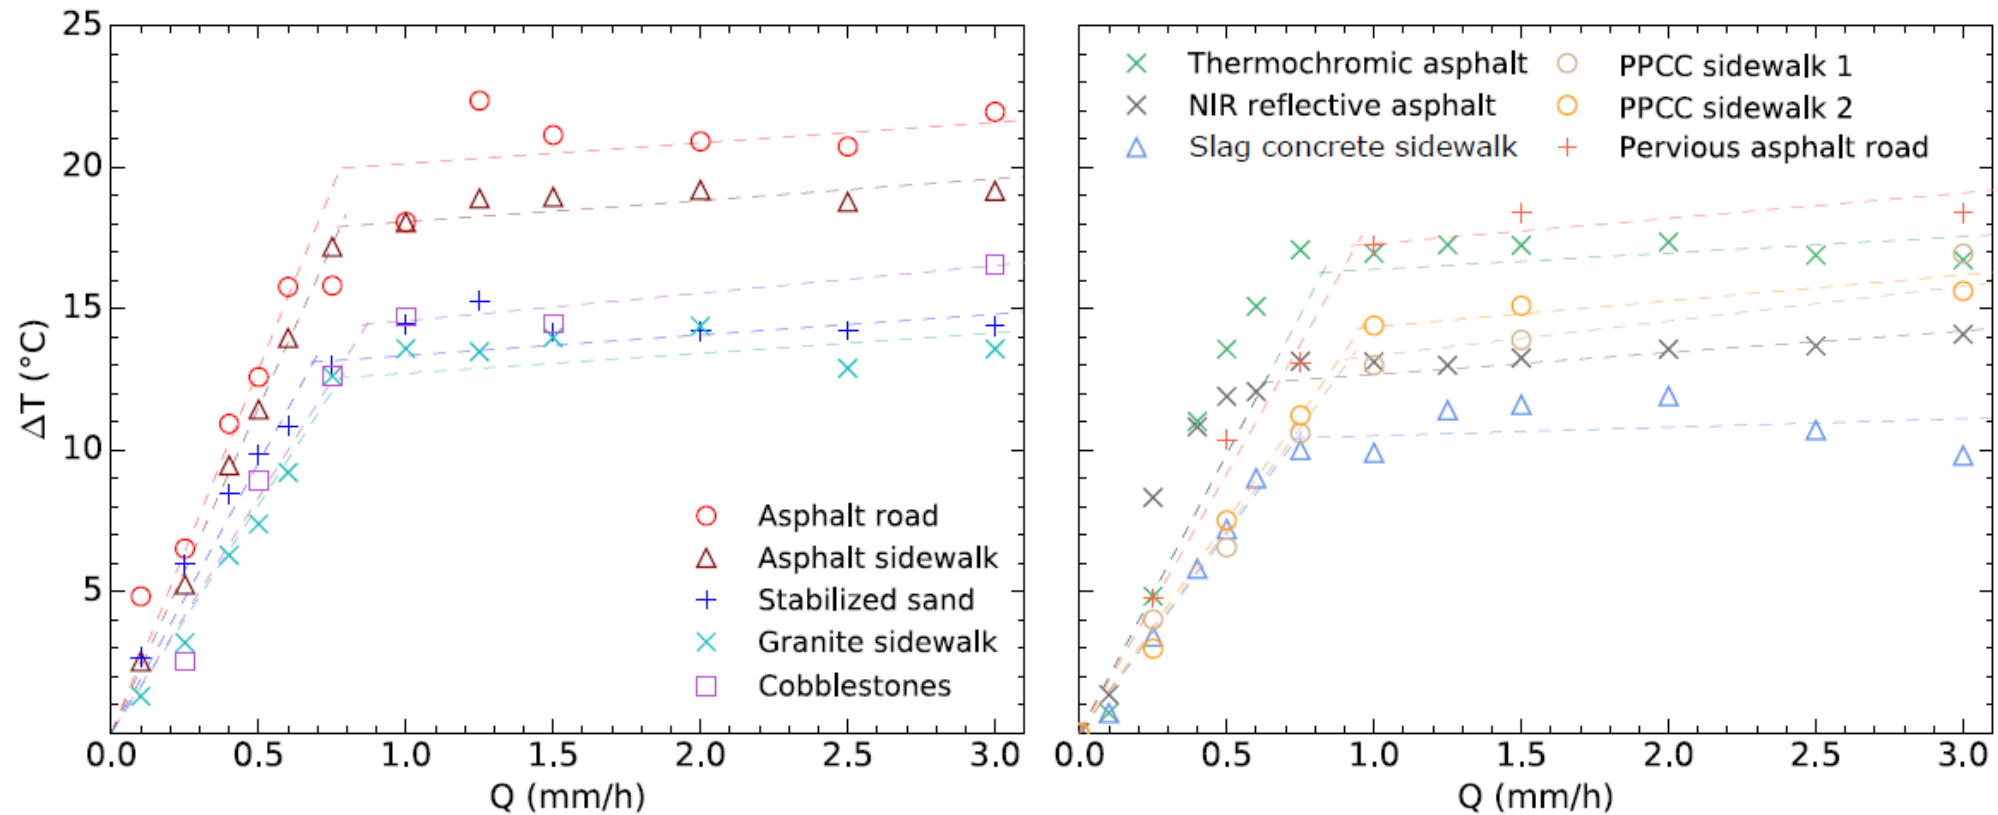 25
20
15
10
5
ΔT (°C)
Asphalt road
Asphalt sidewalk
Stabilized sand
Granite sidewalk
Cobblestones
0.0 0.5 1.0 1.5 2.0 2.5 3.0
Q (mm/h)
Thermochromic asphalt
NIR reflective asphalt
Slag concrete sidewalk
PPCC sidewalk 1
PPCC sidewalk 2
Pervious asphalt road
0.0 0.5 1.0 1.5 2.0 2.5 3.0
Q (mm/h)